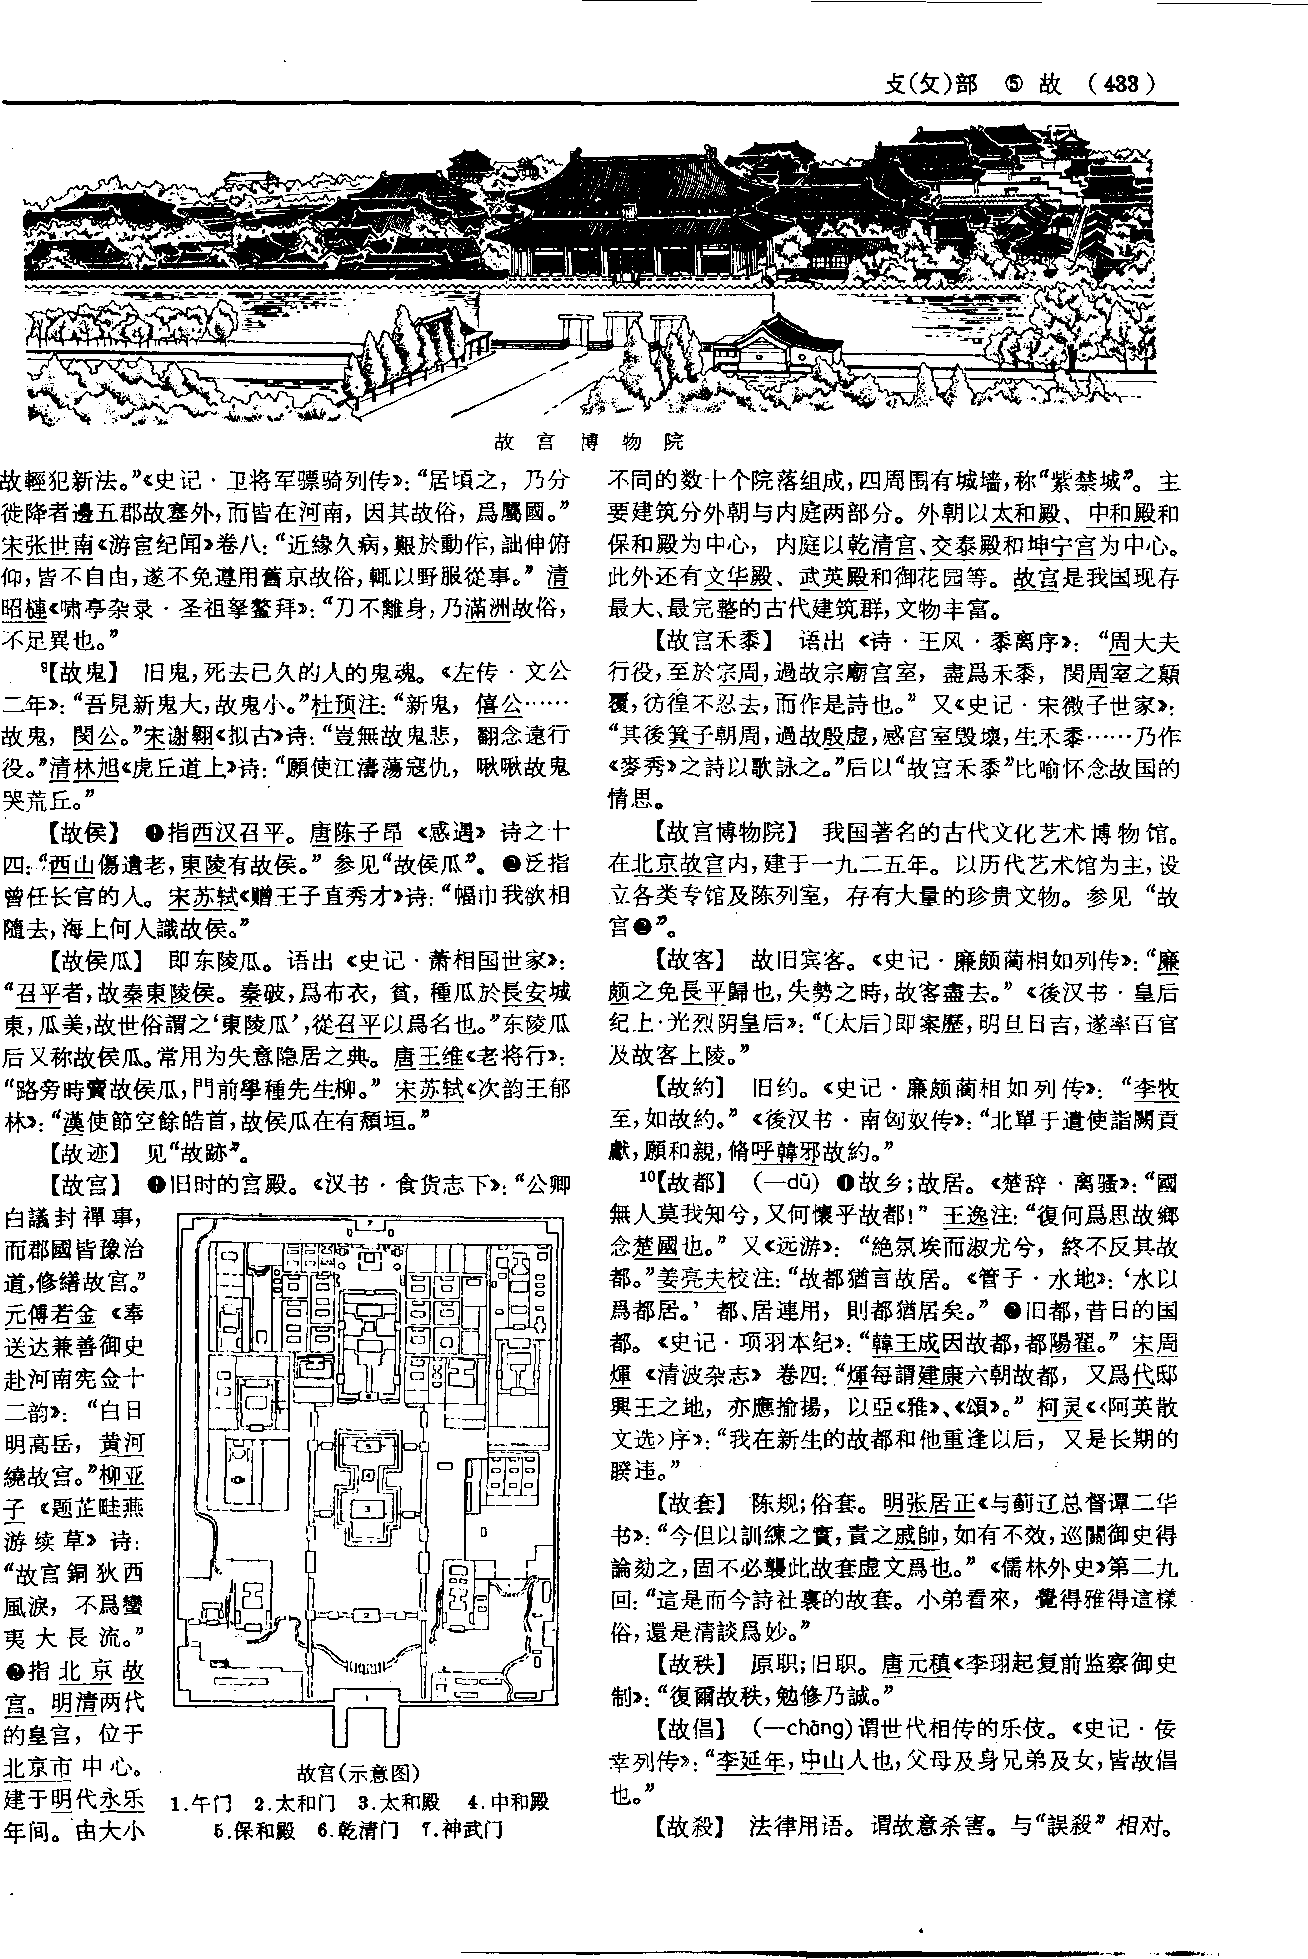 攴(攵)部　⑤　故　(433)
故宫博物院
故輕犯新法。”《史记·卫将军骠骑列传》：“居頃之，乃分
徙降者邊五郡故塞外，而皆在河南，因其故俗，爲屬國。”
宋张世南《游宦纪闻》卷八：“近緣久病，艱於動作，詘伸俯
仰，皆不自由，遂不免遵用舊京故俗，輒以野服從事。”清
昭梿《啸亭杂录·圣祖拏鳌拜》：“刀不離身，乃滿洲故俗，
不足異也。”
⁹【故鬼】　旧鬼，死去已久的人的鬼魂。《左传·文公
二年》：“吾見新鬼大，故鬼小。”杜预注：“新鬼，僖公……
故鬼，閔公。”宋谢翱《拟古》诗：“豈無故鬼悲，翻念遠行
役。”清林旭《虎丘道上》诗：“願使江濤蕩寇仇，啾啾故鬼
哭荒丘。”
【故侯】　❶指西汉召平。唐陈子昂《感遇》诗之十
四：“西山傷遺老，東陵有故侯。”参见“故侯瓜”。❷泛指
曾任长官的人。宋苏轼《赠王子直秀才》诗：“幅巾我欲相
隨去，海上何人識故侯。”
【故侯瓜】　即东陵瓜。语出《史记·萧相国世家》：
“召平者，故秦東陵侯。秦破，爲布衣，貧，種瓜於長安城
東，瓜美，故世俗謂之‘東陵瓜’，從召平以爲名也。”东陵瓜
后又称故侯瓜。常用为失意隐居之典。唐王维《老将行》：
“路旁時賣故侯瓜，門前學種先生柳。”宋苏轼《次韵王郁
林》：“漢使節空餘皓首，故侯瓜在有頽垣。”
【故迹】　见“故跡”。
【故宫】　❶旧时的宫殿。《汉书·食货志下》：“公卿
白議封禪事，
而郡國皆豫治
道，修繕故宫。”
元傅若金《奉
送达兼善御史
赴河南宪佥十
二韵》：“白日
明高岳，黄河
繞故宫。”柳亚
子《题芷畦燕
游续草》诗：
“故宫銅狄西
風淚，不爲蠻
夷大長流。”
❷指北京故
宫。明清两代
的皇宫，位于
北京市中心。
建于明代永乐
年间。由大小
故宫(示意图)
1.午门　2.太和门　3.太和殿　4.中和殿
5.保和殿　6.乾清门　7.神武门
不同的数十个院落组成，四周围有城墙，称“紫禁城”。主
要建筑分外朝与内庭两部分。外朝以太和殿、中和殿和
保和殿为中心，内庭以乾清宫、交泰殿和坤宁宫为中心。
此外还有文华殿、武英殿和御花园等。故宫是我国现存
最大、最完整的古代建筑群，文物丰富。
【故宫禾黍】　语出《诗·王风·黍离序》：“周大夫
行役，至於宗周，過故宗廟宫室，盡爲禾黍，閔周室之顛
覆，彷徨不忍去，而作是詩也。”又《史记·宋微子世家》：
“其後箕子朝周，過故殷虚，感宫室毁壞，生禾黍……乃作
《麥秀》之詩以歌詠之。”后以“故宫禾黍”比喻怀念故国的
情思。
【故宫博物院】　我国著名的古代文化艺术博物馆。
在北京故宫内，建于一九二五年。以历代艺术馆为主，设
立各类专馆及陈列室，存有大量的珍贵文物。参见“故
宫❷”。
【故客】　故旧宾客。《史记·廉颇蔺相如列传》：“廉
頗之免長平歸也，失勢之時，故客盡去。”《後汉书·皇后
纪上·光烈阴皇后》：“〔太后〕即案歷，明旦日吉，遂率百官
及故客上陵。”
【故約】　旧约。《史记·廉颇蔺相如列传》：“李牧
至，如故約。”《後汉书·南匈奴传》：“北單于遣使詣闕貢
獻，願和親，脩呼韓邪故約。”
¹⁰【故都】　(—dū)　❶故乡；故居。《楚辞·离骚》：“國
無人莫我知兮，又何懷乎故都！”王逸注：“復何爲思故鄉
念楚國也。”又《远游》：“絶氛埃而淑尤兮，終不反其故
都。”姜亮夫校注：“故都猶言故居。《管子·水地》：‘水以
爲都居。’都、居連用，則都猶居矣。”❷旧都，昔日的国
都。《史记·项羽本纪》：“韓王成因故都，都陽翟。”宋周
煇《清波杂志》卷四：“煇每謂建康六朝故都，又爲代邸
興王之地，亦應揄揚，以亞《雅》、《頌》。”柯灵《〈阿英散
文选〉序》：“我在新生的故都和他重逢以后，又是长期的
睽违。”
【故套】　陈规；俗套。明张居正《与蓟辽总督谭二华
书》：“今但以訓練之實，責之戚帥，如有不效，巡關御史得
論劾之，固不必襲此故套虚文爲也。”《儒林外史》第二九
回：“這是而今詩社裏的故套。小弟看來，覺得雅得這樣
俗，還是清談爲妙。”
【故秩】　原职；旧职。唐元稹《李珝起复前监察御史
制》：“復爾故秩，勉修乃誠。”
【故倡】　(—chāng)谓世代相传的乐伎。《史记·佞
幸列传》：“李延年，中山人也，父母及身兄弟及女，皆故倡
也。”
【故殺】　法律用语。谓故意杀害。与“誤殺”相对。